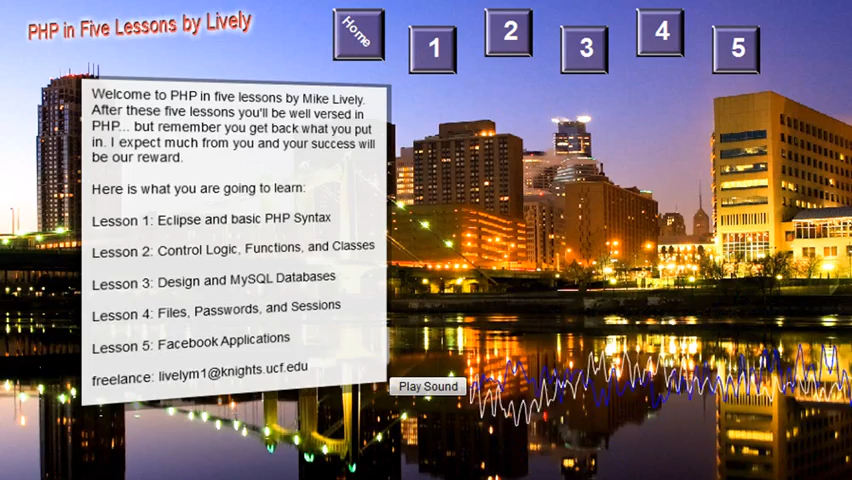 PHP in Five Lessons by Lively
Home
1
2
3
4
5
Welcome to PHP in five lessons by Mike Lively.
After these five lessons you'll be well versed in
PHP... but remember you get back what you put
in. I expect much from you and your success will
be our reward.
Here is what you are going to learn:
Lesson 1: Eclipse and basic PHP Syntax
Lesson 2: Control Logic, Functions, and Classes
Lesson 3: Design and MySQL Databases
Lesson 4: Files, Passwords, and Sessions
Lesson 5: Facebook Applications
freelance: livelym1@knights.ucf.edu
Play Sound